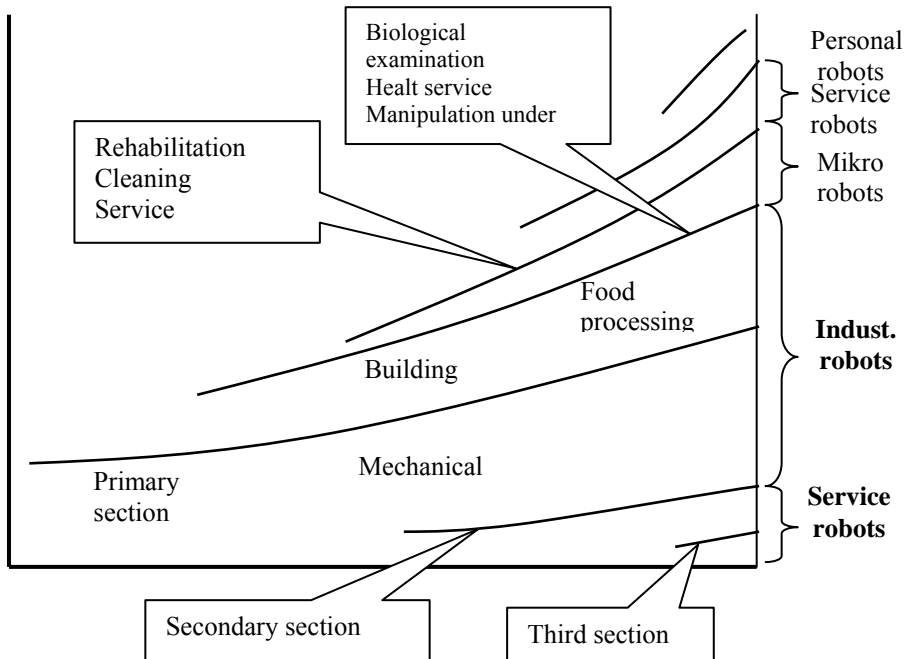 Biological
examination
Healt service
Manipulation under
Rehabilitation
Cleaning
Service
Personal
robots
Service
robots
Mikro
robots
Food
processing
Building
Indust.
robots
Mechanical
Primary
section
Service
robots
Secondary section
Third section